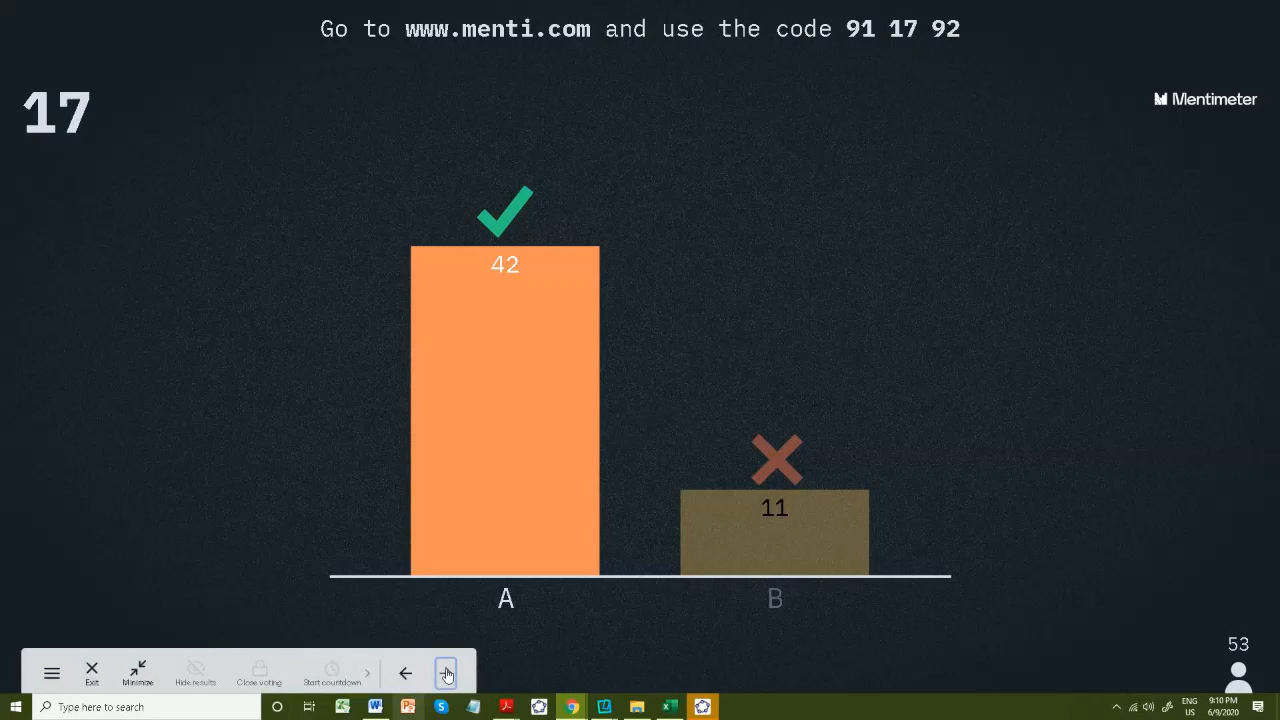 Go to www.menti.com and use the code 91 17 92
17
Mentimeter
42
11
A
B
53
Exit
Minimize
Hide results
Close voting
Start countdown
Type here to search
ENG
US
9:10 PM
6/9/2020